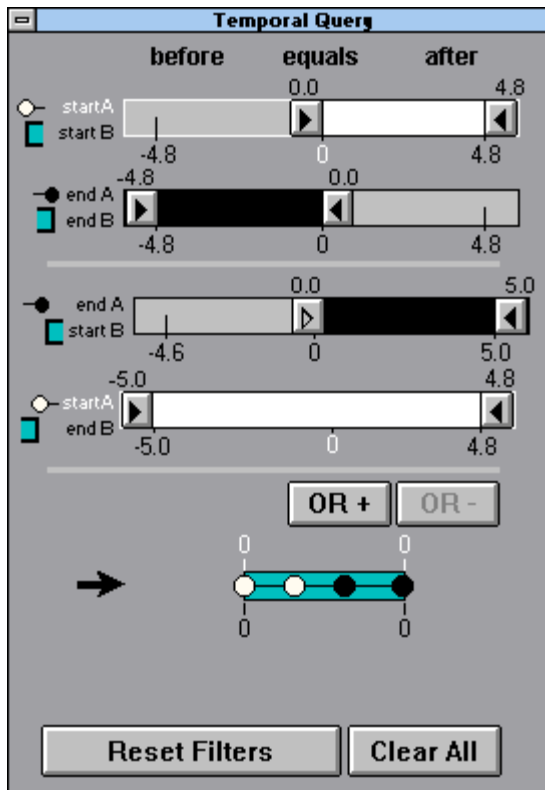 Temporal Query
before equals after
0.0 4.8
startA
start B
-4.8 0 4.8
-4.8 0.0
end A
end B
-4.8 0 4.8
0.0 5.0
end A
start B
-4.6 0 5.0
-5.0 4.8
startA
end B
-5.0 0 4.8
OR + OR -
0 0
0 0
Reset Filters Clear All